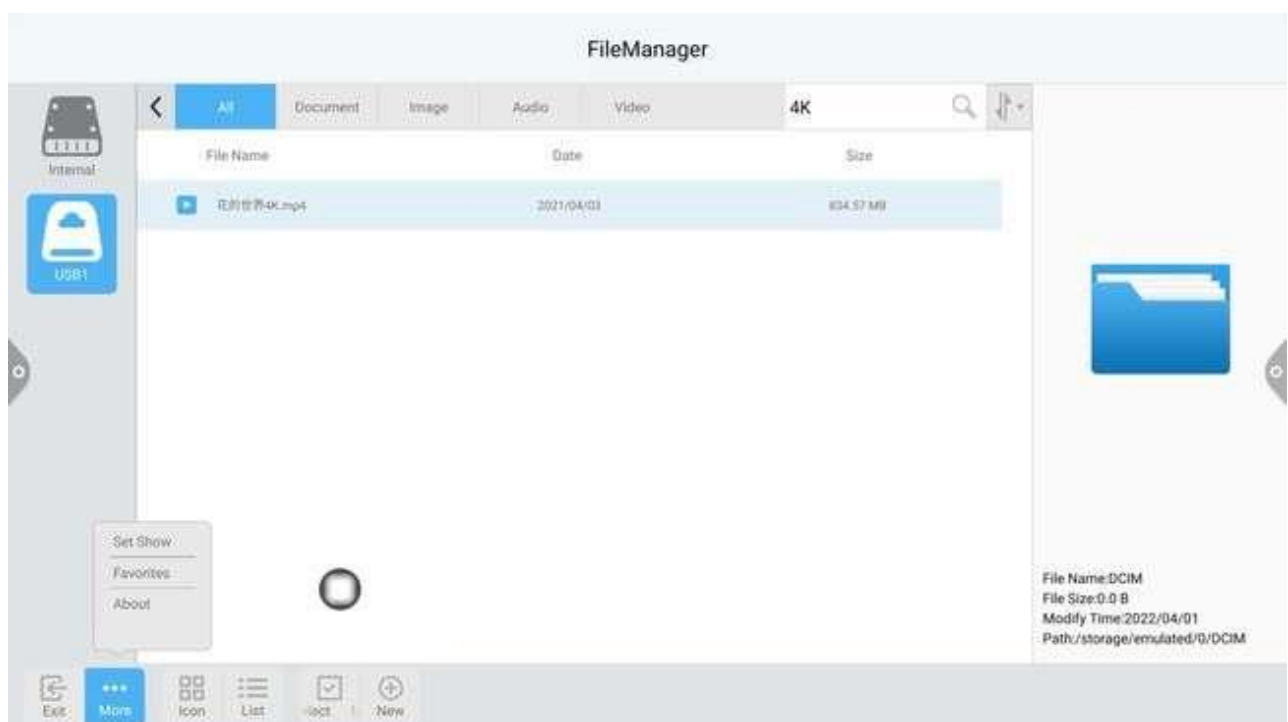 FileManager
All Document Image Audio Video 4K
Internal
File Name Date Size
花的世界4K.mp4 2021/04/03 834.57 MB
USB1
Set Show
Favorites
About
File Name:DCIM
File Size:0.0 B
Modify Time:2022/04/01
Path:/storage/emulated/0/DCIM
Exit More Icon List New